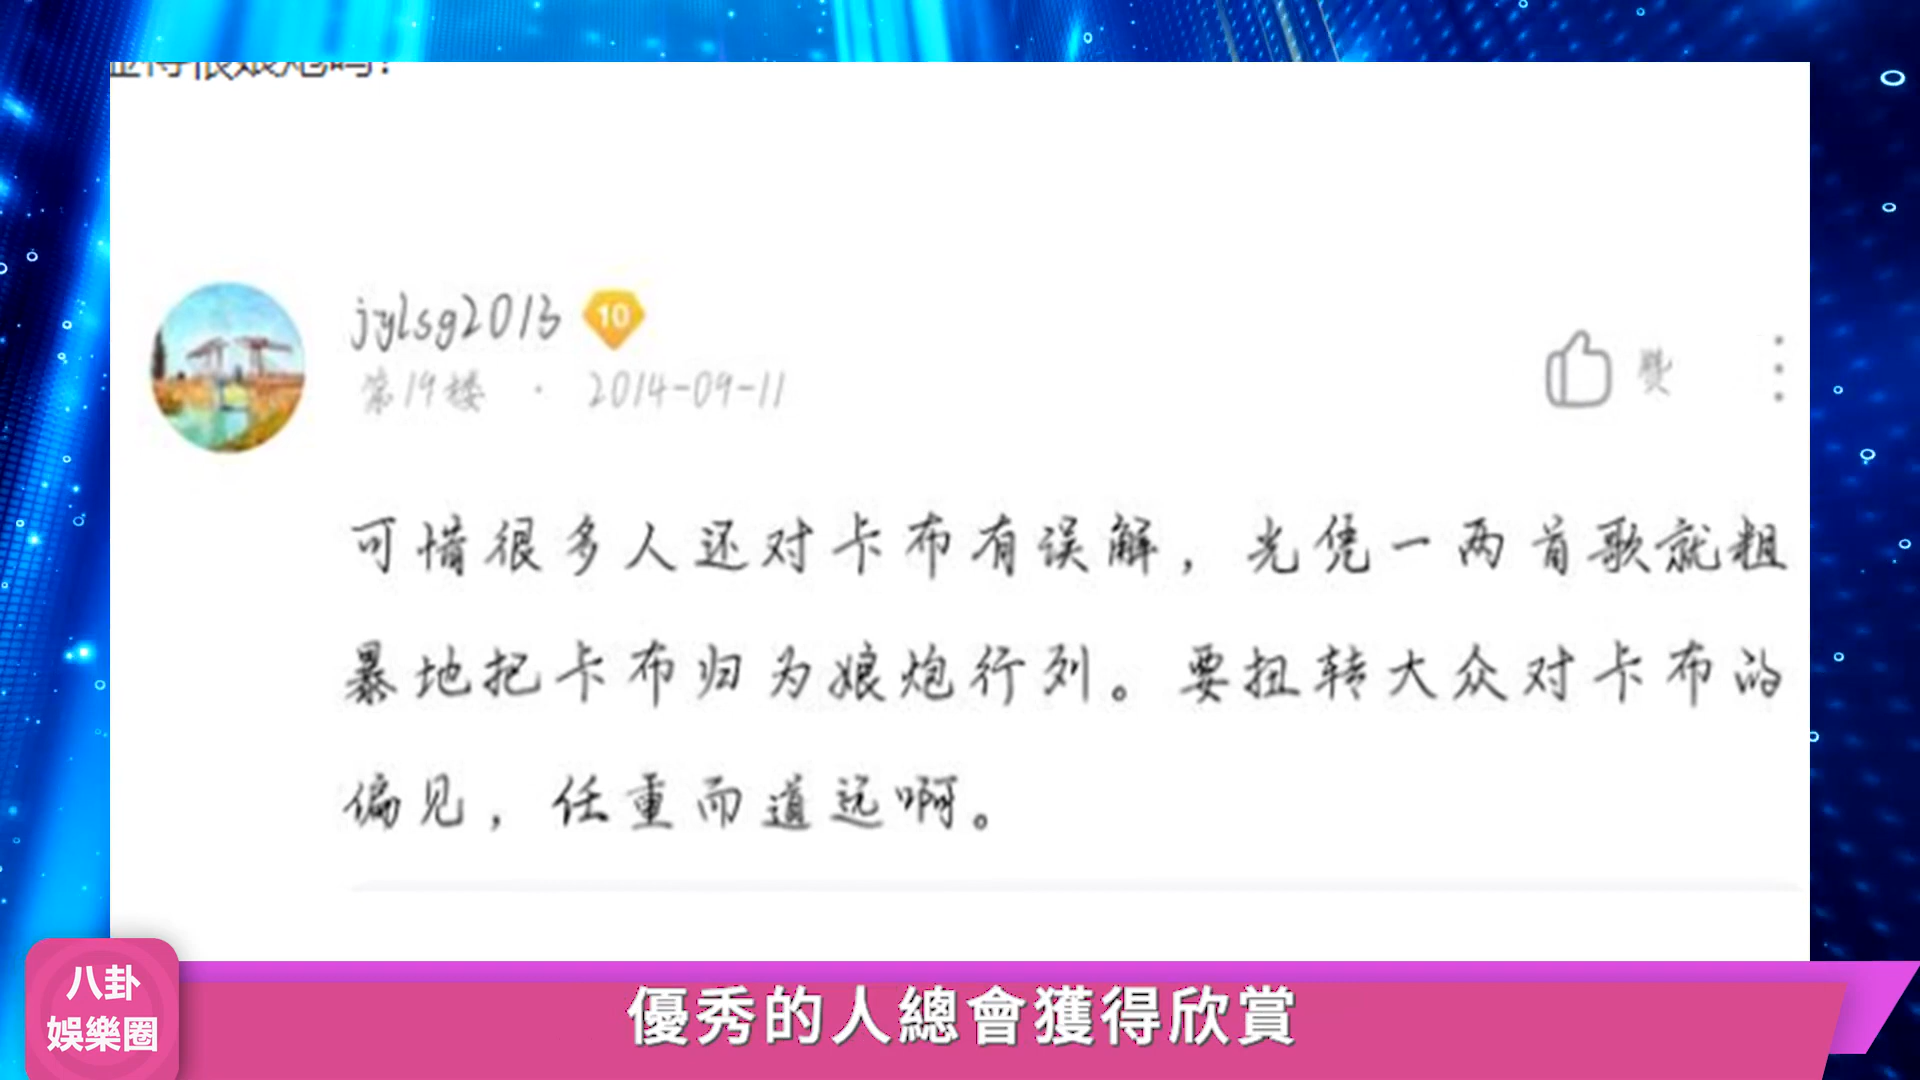 jylsg2013 10
第19楼 · 2014-09-11
赞
可惜很多人还对卡布有误解，光凭一两首歌就粗
暴地把卡布归为娘炮行列。要扭转大众对卡布的
偏见，任重而道远啊。
八卦
娛樂圈
優秀的人總會獲得欣賞